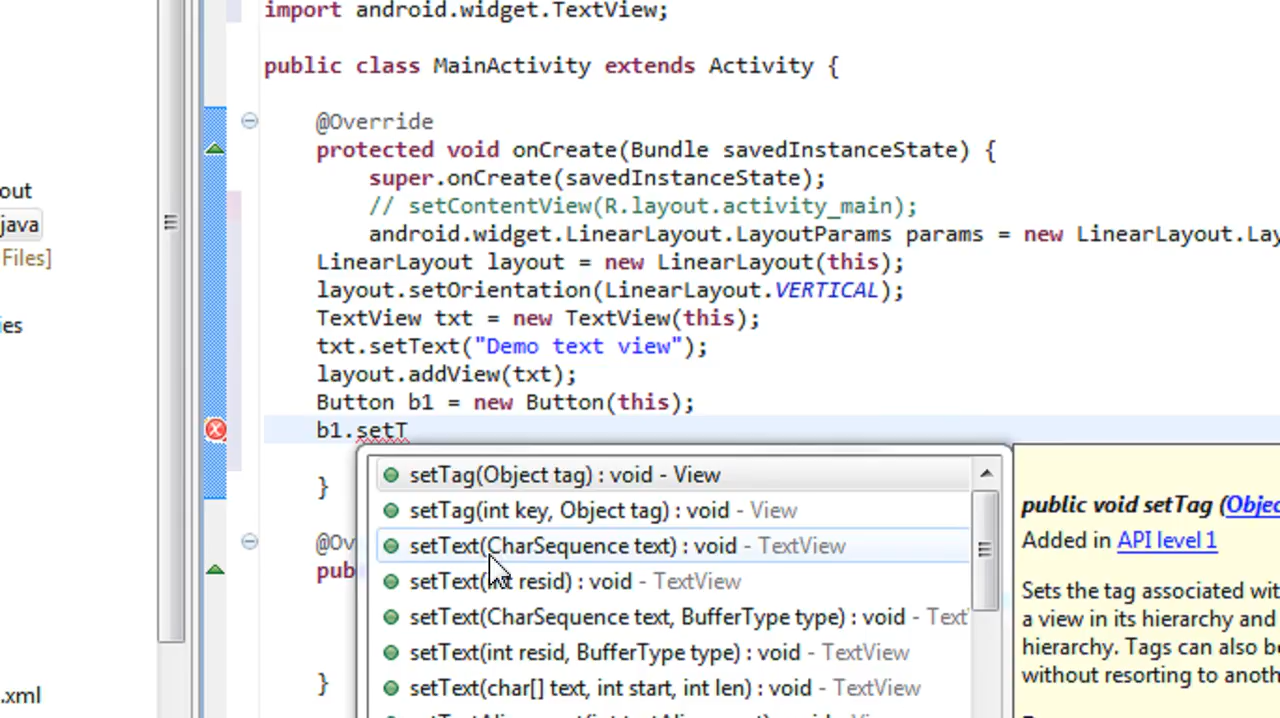 import android.widget.TextView;
public class MainActivity extends Activity {
@Override
protected void onCreate(Bundle savedInstanceState) {
super.onCreate(savedInstanceState);
// setContentView(R.layout.activity_main);
android.widget.LinearLayout.LayoutParams params = new LinearLayout.Lay
LinearLayout layout = new LinearLayout(this);
layout.setOrientation(LinearLayout.VERTICAL);
TextView txt = new TextView(this);
txt.setText("Demo text view");
layout.addView(txt);
Button b1 = new Button(this);
b1.setT
}
@Ov
pub
}
setTag(Object tag) : void - View
setTag(int key, Object tag) : void - View
setText(CharSequence text) : void - TextView
setText(int resid) : void - TextView
setText(CharSequence text, BufferType type) : void - Text
setText(int resid, BufferType type) : void - TextView
setText(char[] text, int start, int len) : void - TextView
public void setTag (Objec
Added in API level 1
Sets the tag associated wit
a view in its hierarchy and
hierarchy. Tags can also be
without resorting to anoth
out
java
Files]
ies
.xml